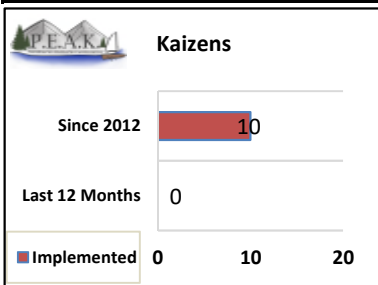 P.E.A.K.
Kaizens
Since 2012
10
Last 12 Months
0
Implemented
0 10 20